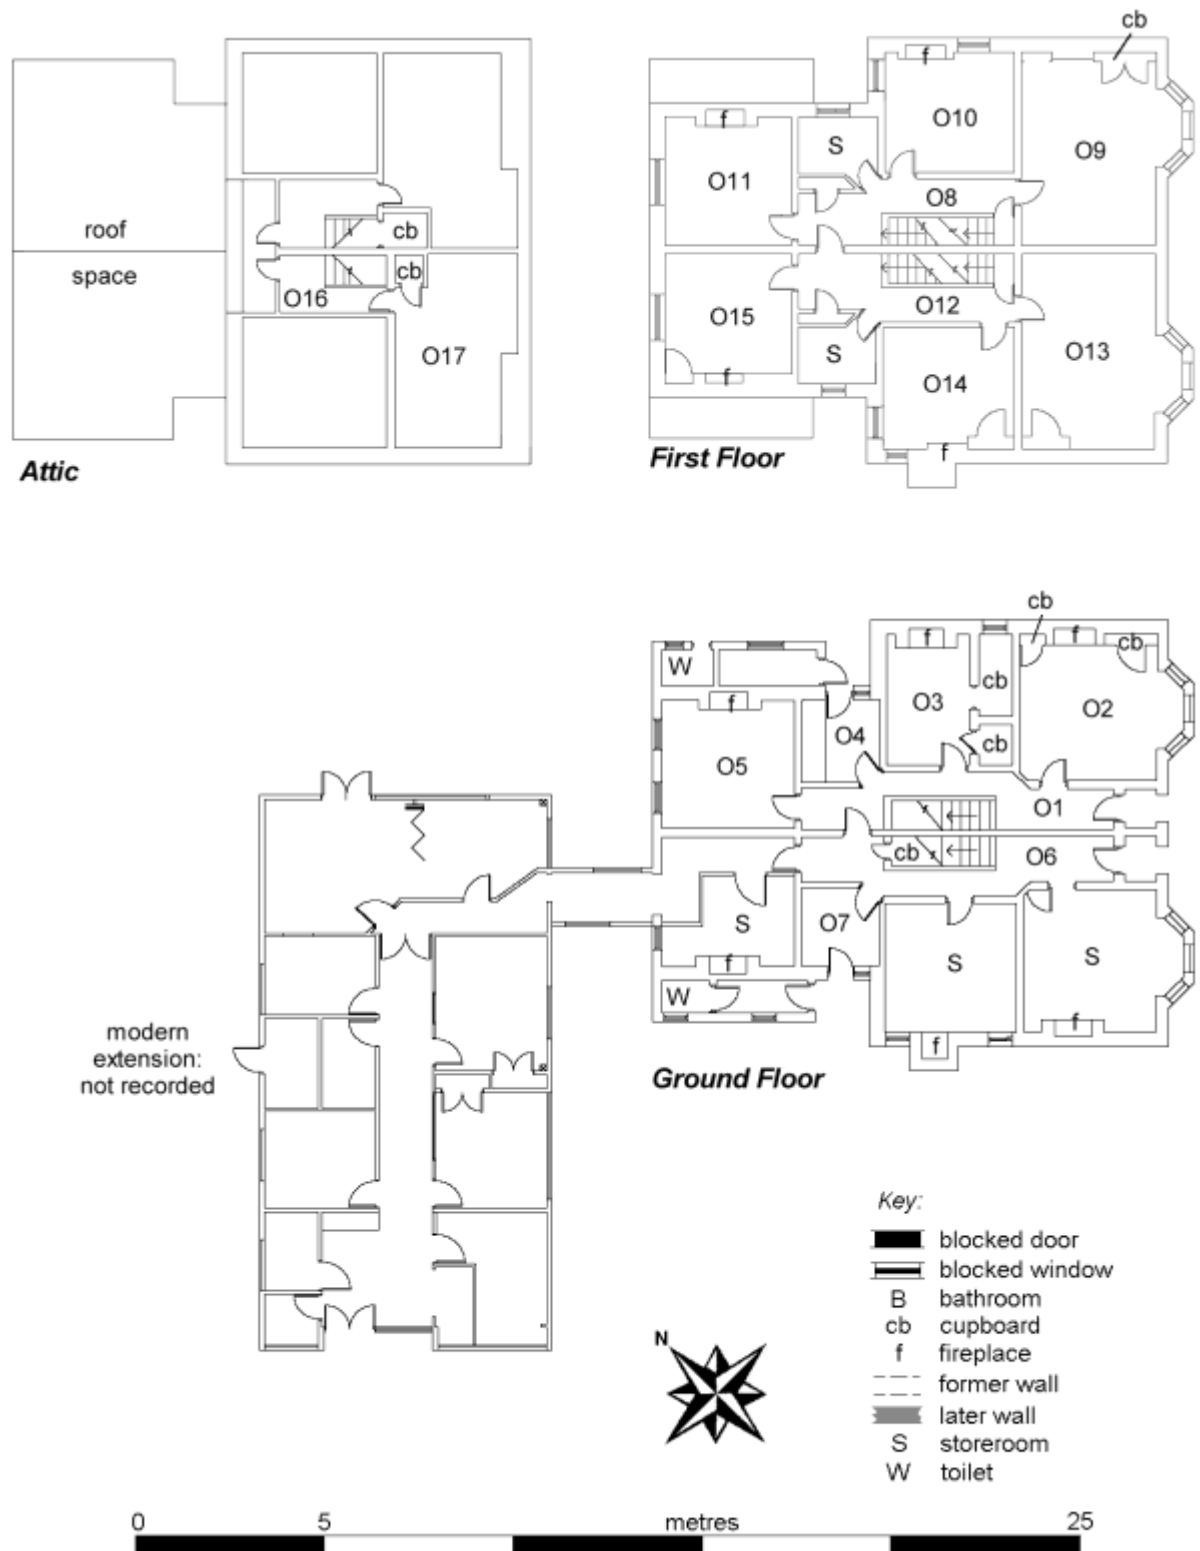 cb
f
O10
f
S
O9
O11
O8
roof
cb
space
cb
O16
O15
O12
O17
S
O13
O14
f
f
Attic
First Floor
cb
f
f
cb
W
cb
f
O3
O2
O4
O5
cb
O1
cb
O6
O7
S
S
S
f
W
f
f
modern
extension:
not recorded
Ground Floor
Key:
blocked door
blocked window
B bathroom
cb cupboard
f fireplace
former wall
later wall
S storeroom
W toilet
N
0 5 metres 25